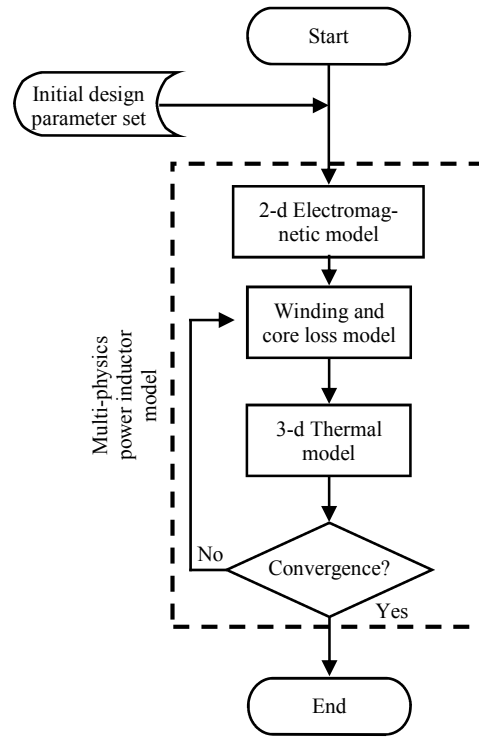 Start
Initial design
parameter set
2-d Electromag-
netic model
Winding and
core loss model
Multi-physics
power inductor
model
3-d Thermal
model
No
Convergence?
Yes
End